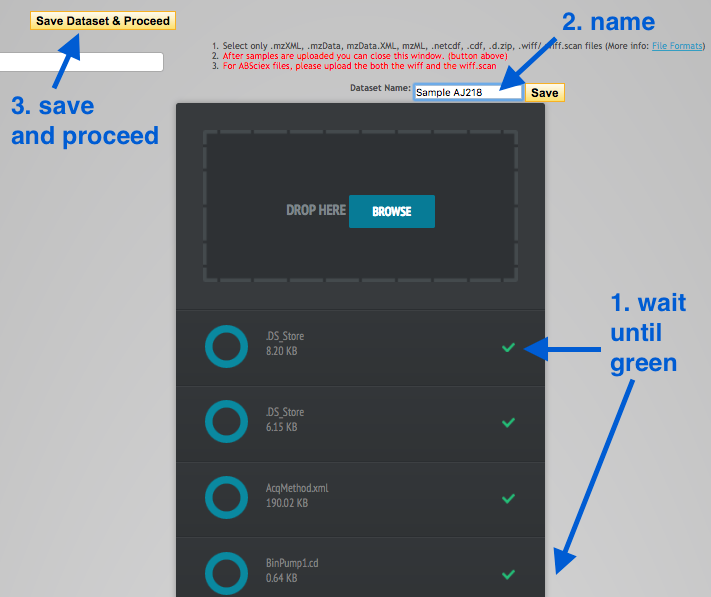 Save Dataset & Proceed
2. name
1. Select only .mzXML, .mzData, mzData.XML, mzML, .netcdf, .cdf, .d.zip, .wiff/ .wiff.scan files (More info: File Formats)
2. After samples are uploaded you can close this window. (button above)
3. For ABSciex files, please upload the both the wiff and the wiff.scan
Dataset Name: Sample AJ218 Save
3. save
and proceed
DROP HERE BROWSE
1. wait
until
green
.DS_Store
8.20 KB
.DS_Store
6.15 KB
AcqMethod.xml
190.02 KB
BinPump1.cd
0.64 KB